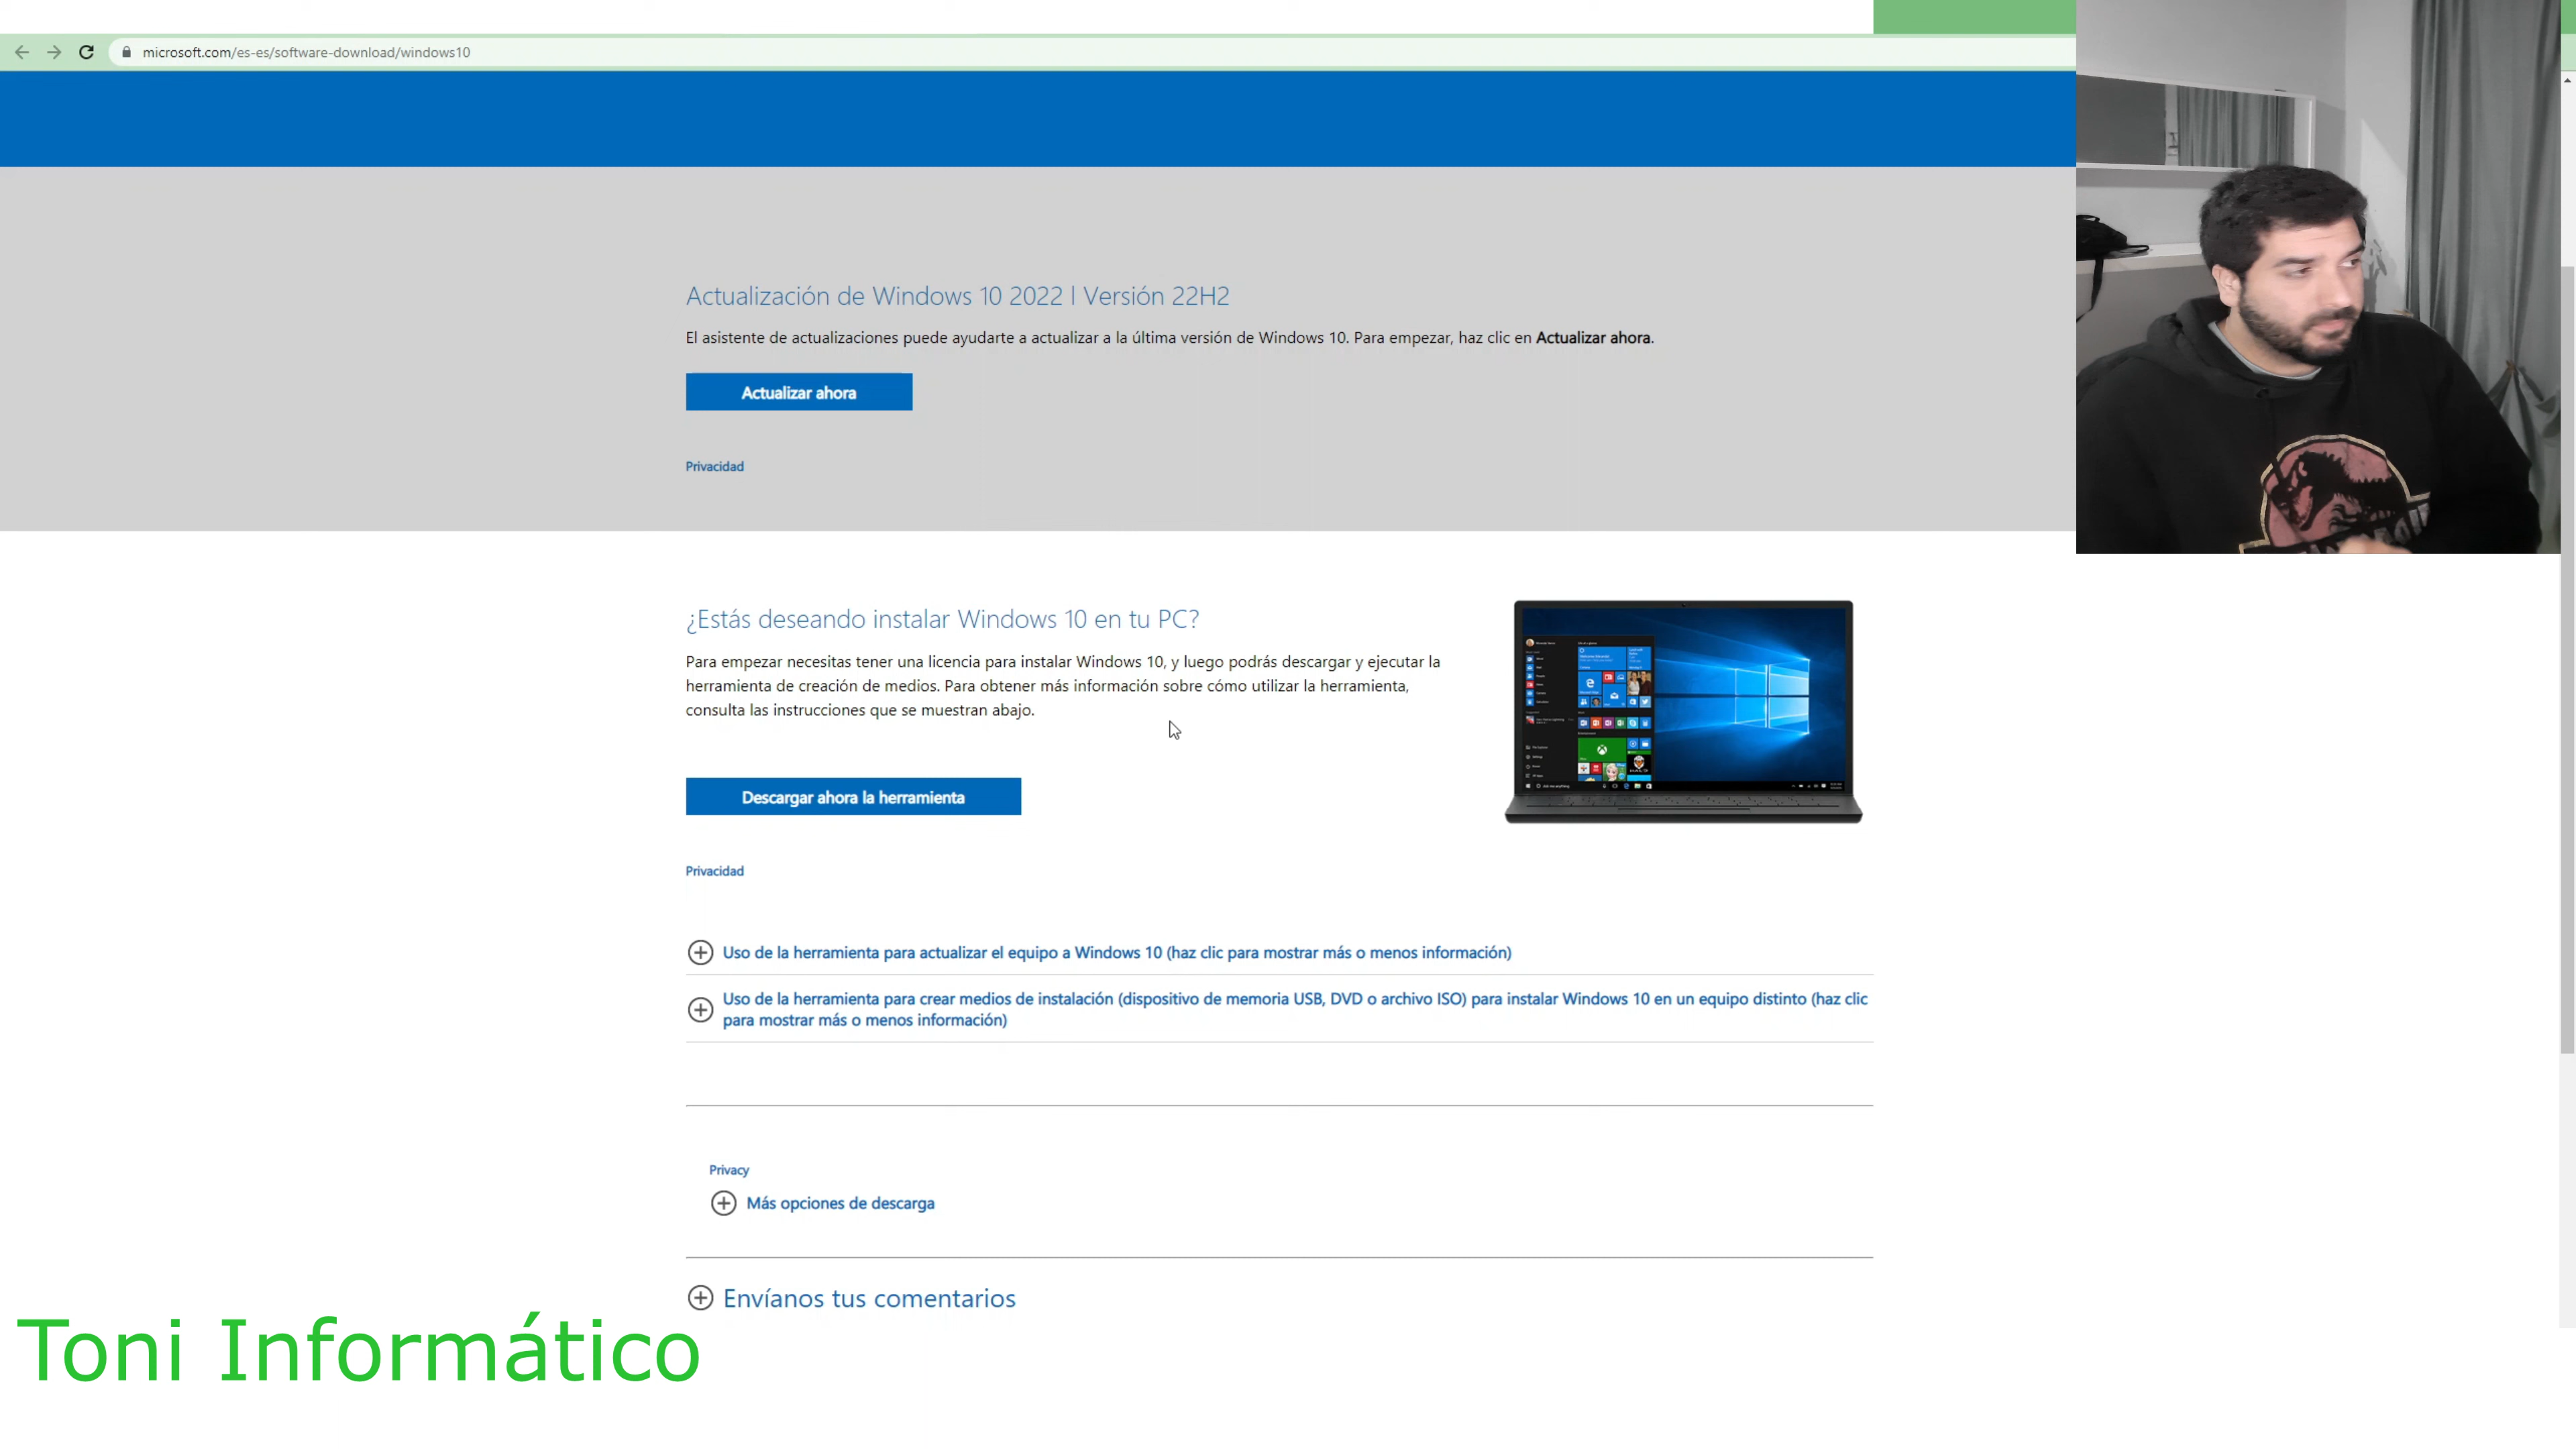 microsoft.com/es-es/software-download/windows10
Actualización de Windows 10 2022 | Versión 22H2
El asistente de actualizaciones puede ayudarte a actualizar a la última versión de Windows 10. Para empezar, haz clic en Actualizar ahora.
Actualizar ahora
Privacidad
¿Estás deseando instalar Windows 10 en tu PC?
Para empezar necesitas tener una licencia para instalar Windows 10, y luego podrás descargar y ejecutar la
herramienta de creación de medios. Para obtener más información sobre cómo utilizar la herramienta,
consulta las instrucciones que se muestran abajo.
Descargar ahora la herramienta
Privacidad
Uso de la herramienta para actualizar el equipo a Windows 10 (haz clic para mostrar más o menos información)
Uso de la herramienta para crear medios de instalación (dispositivo de memoria USB, DVD o archivo ISO) para instalar Windows 10 en un equipo distinto (haz clic
para mostrar más o menos información)
Privacy
Más opciones de descarga
Envíanos tus comentarios
Toni Informático